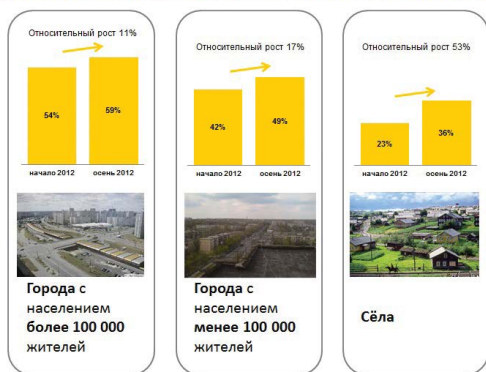 Относительный рост 11%
54%
59%
начало 2012
осень 2012
Города с
населением
более 100 000
жителей
Относительный рост 17%
42%
49%
начало 2012
осень 2012
Города с
населением
менее 100 000
жителей
Относительный рост 53%
23%
36%
начало 2012
осень 2012
Сёла